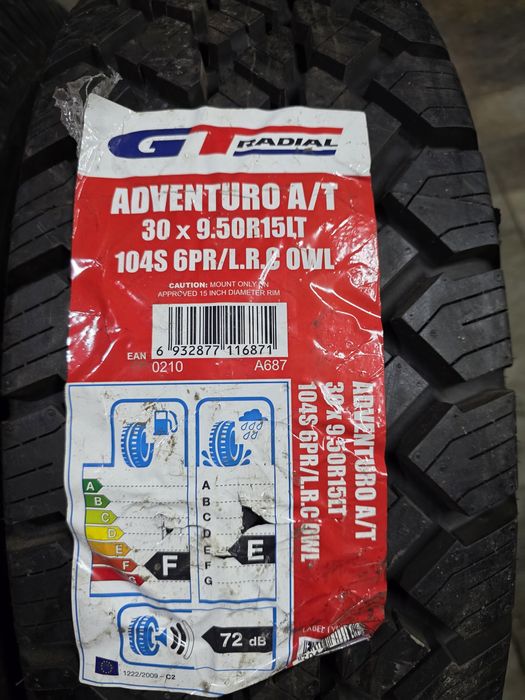 GT RADIAL
ADVENTURO A/T
30 x 9.50R15LT
104S 6PR/L.R.C OWL
CAUTION: MOUNT ONLY ON
APPROVED 15 INCH DIAMETER RIM
6 932877 116871
EAN 0210 A687
ADVENTURO A/T
30 x 9.50R15LT
104S 6PR/L.R.C OWL
A
B
C
D
E
F
G
F
A
B
C
D
E
F
G
E
72 dB
1222/2009 - C2